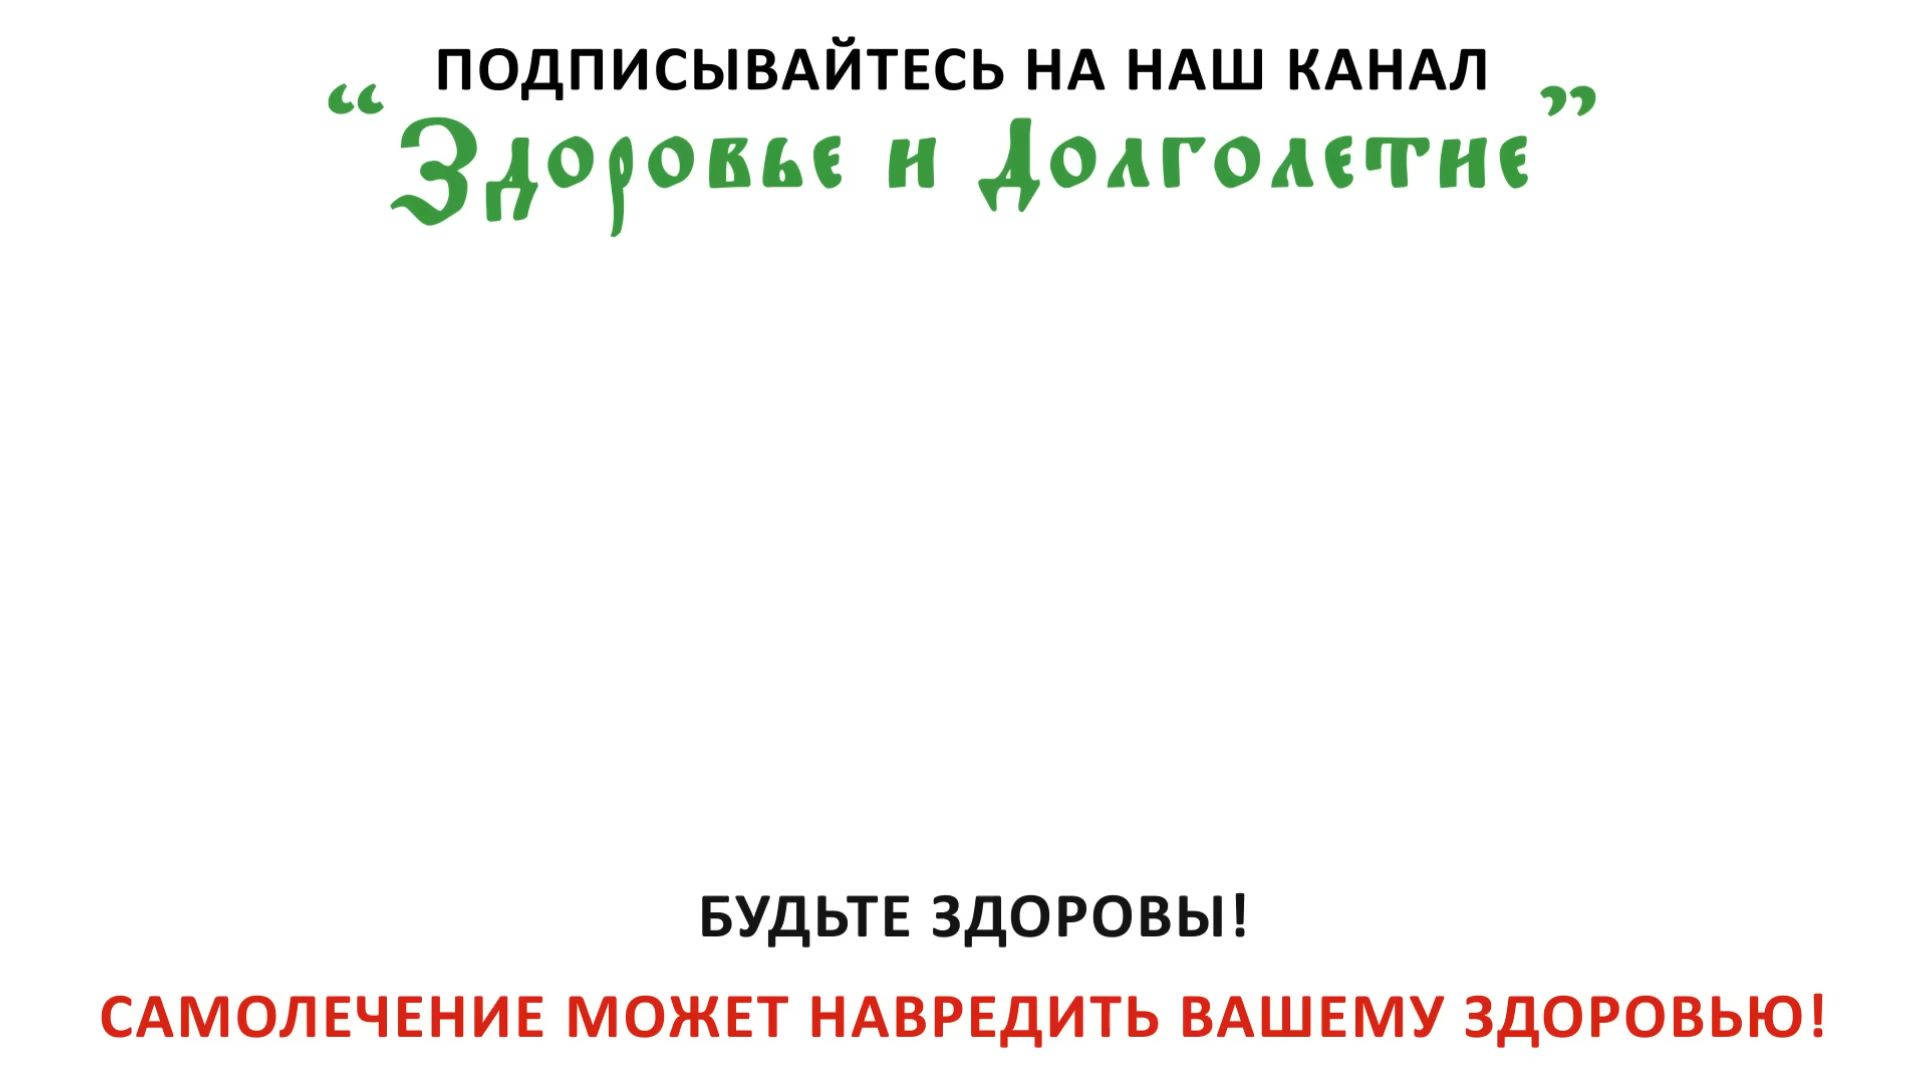 ПОДПИСЫВАЙТЕСЬ НА НАШ КАНАЛ
“Здоровье и Долголетие”
БУДЬТЕ ЗДОРОВЫ!
САМОЛЕЧЕНИЕ МОЖЕТ НАВРЕДИТЬ ВАШЕМУ ЗДОРОВЬЮ!